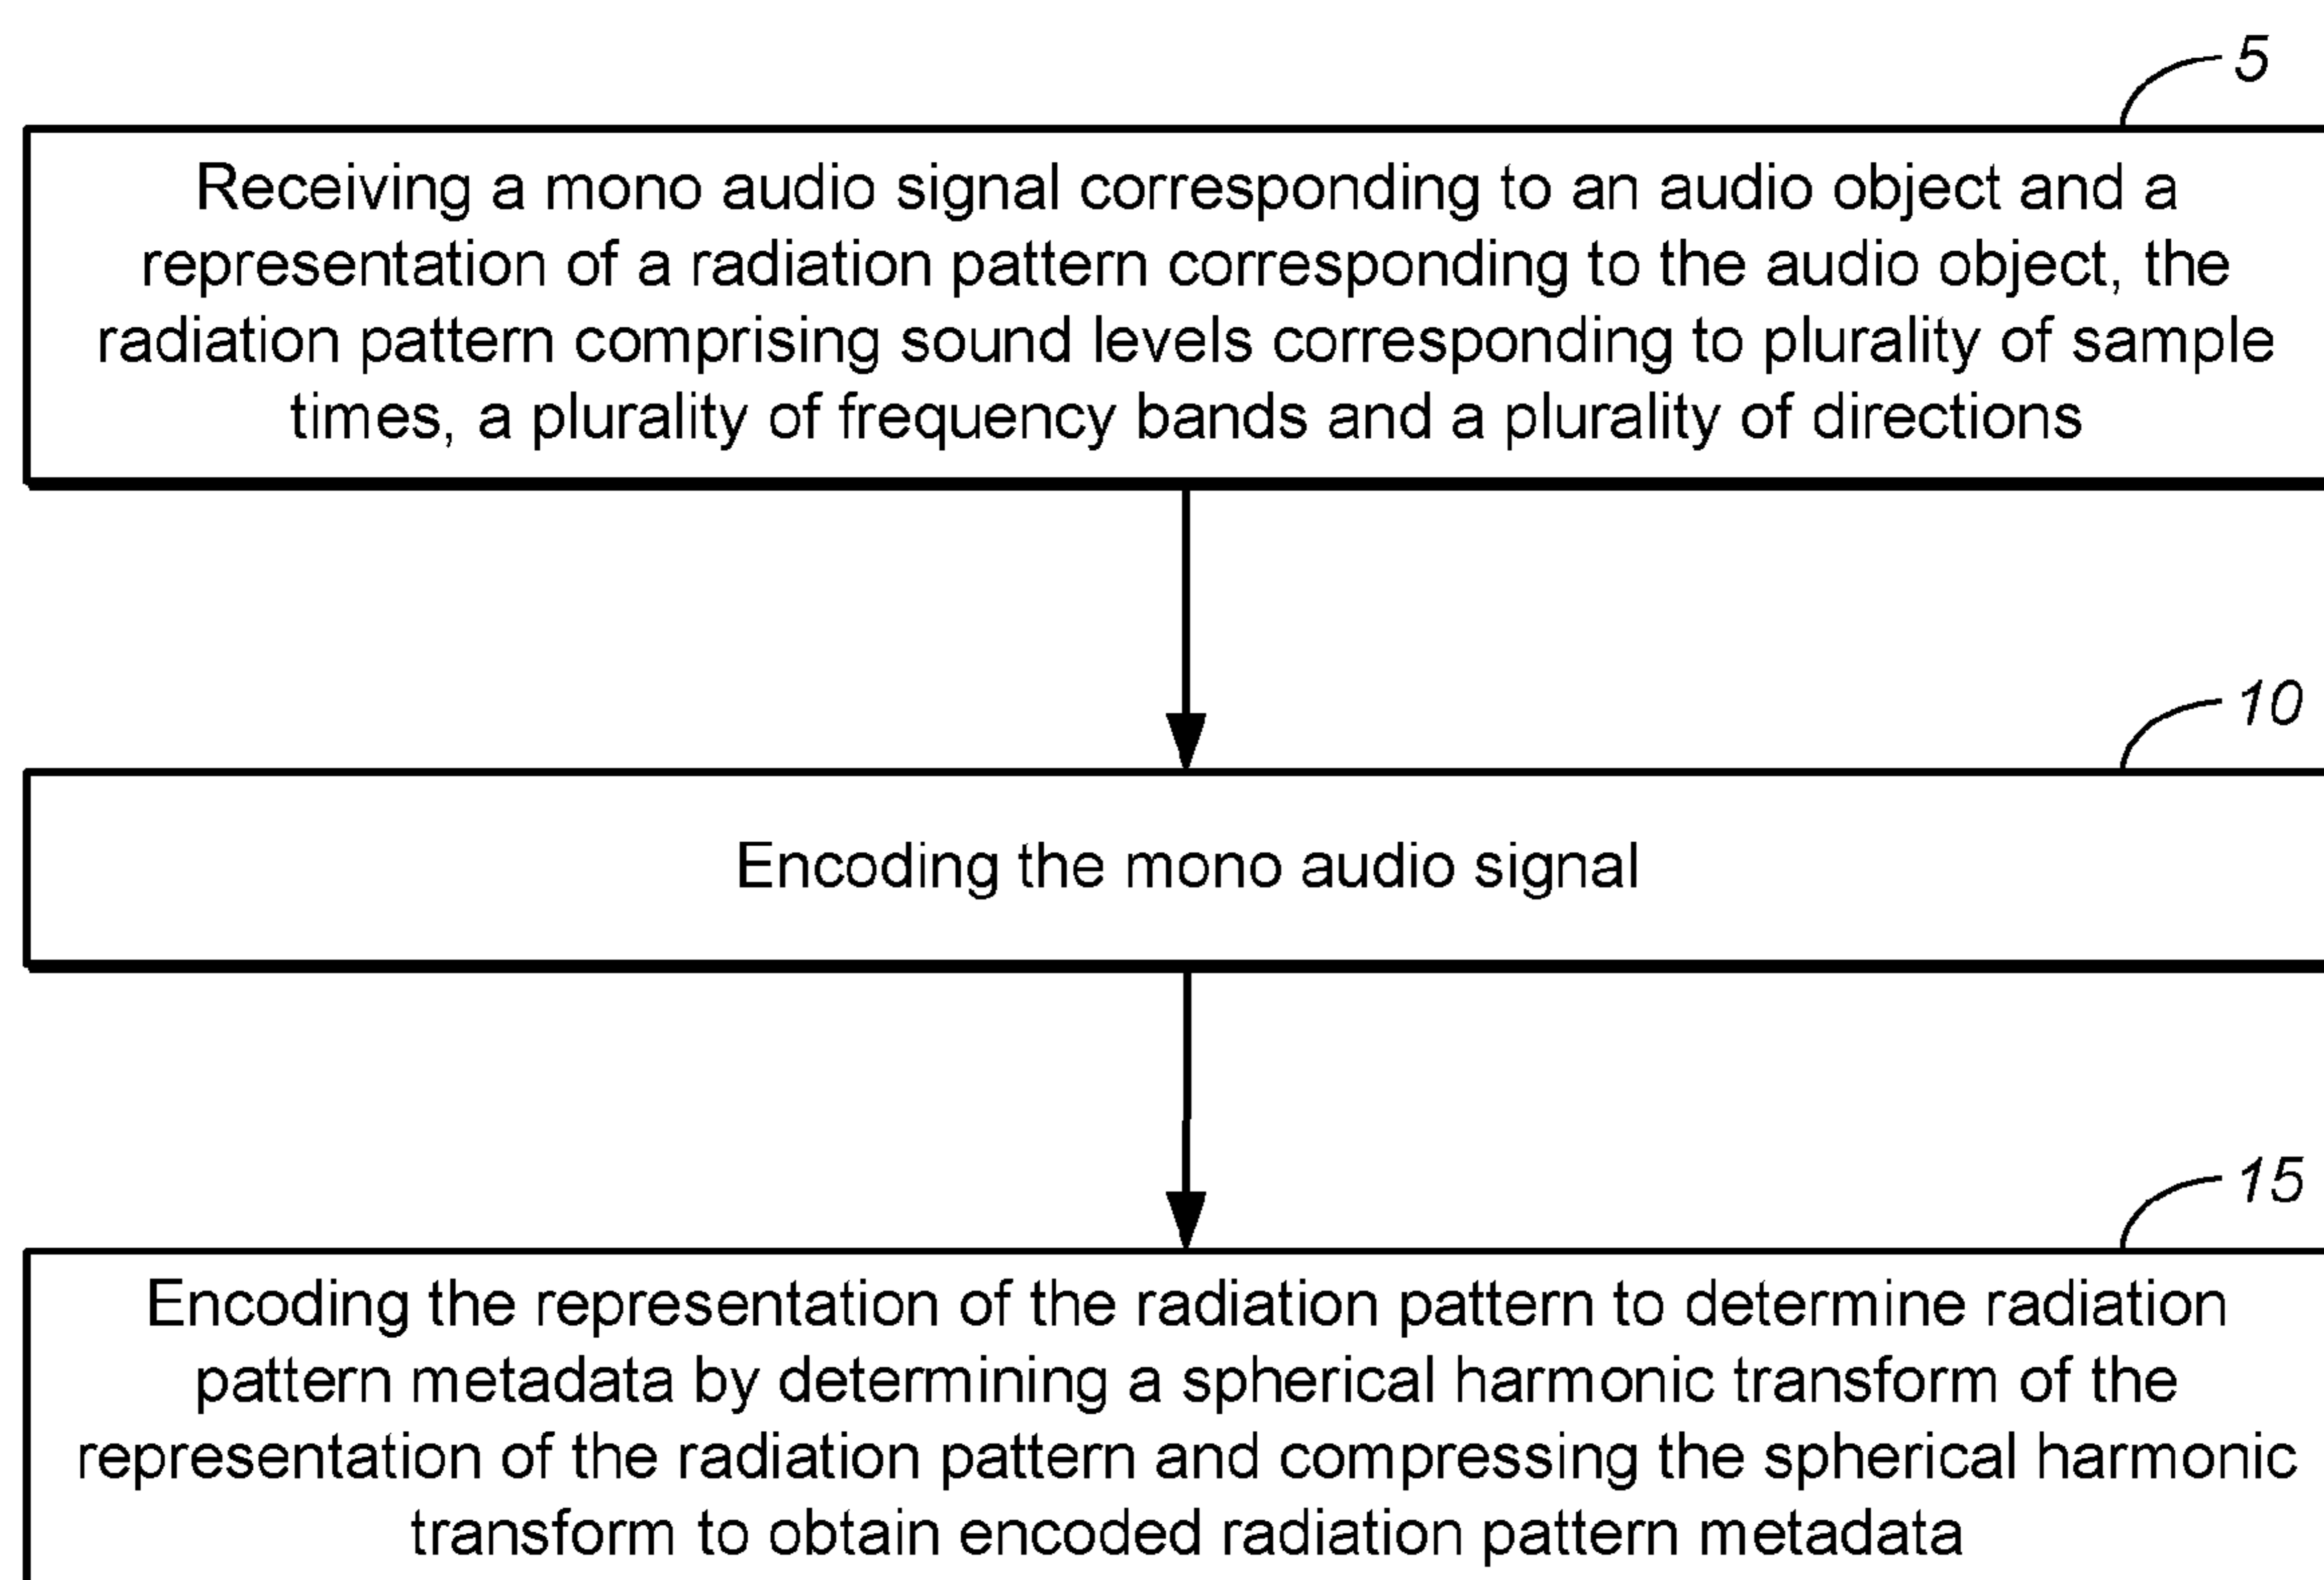 5
Receiving a mono audio signal corresponding to an audio object and a
representation of a radiation pattern corresponding to the audio object, the
radiation pattern comprising sound levels corresponding to plurality of sample
times, a plurality of frequency bands and a plurality of directions
10
Encoding the mono audio signal
15
Encoding the representation of the radiation pattern to determine radiation
pattern metadata by determining a spherical harmonic transform of the
representation of the radiation pattern and compressing the spherical harmonic
transform to obtain encoded radiation pattern metadata